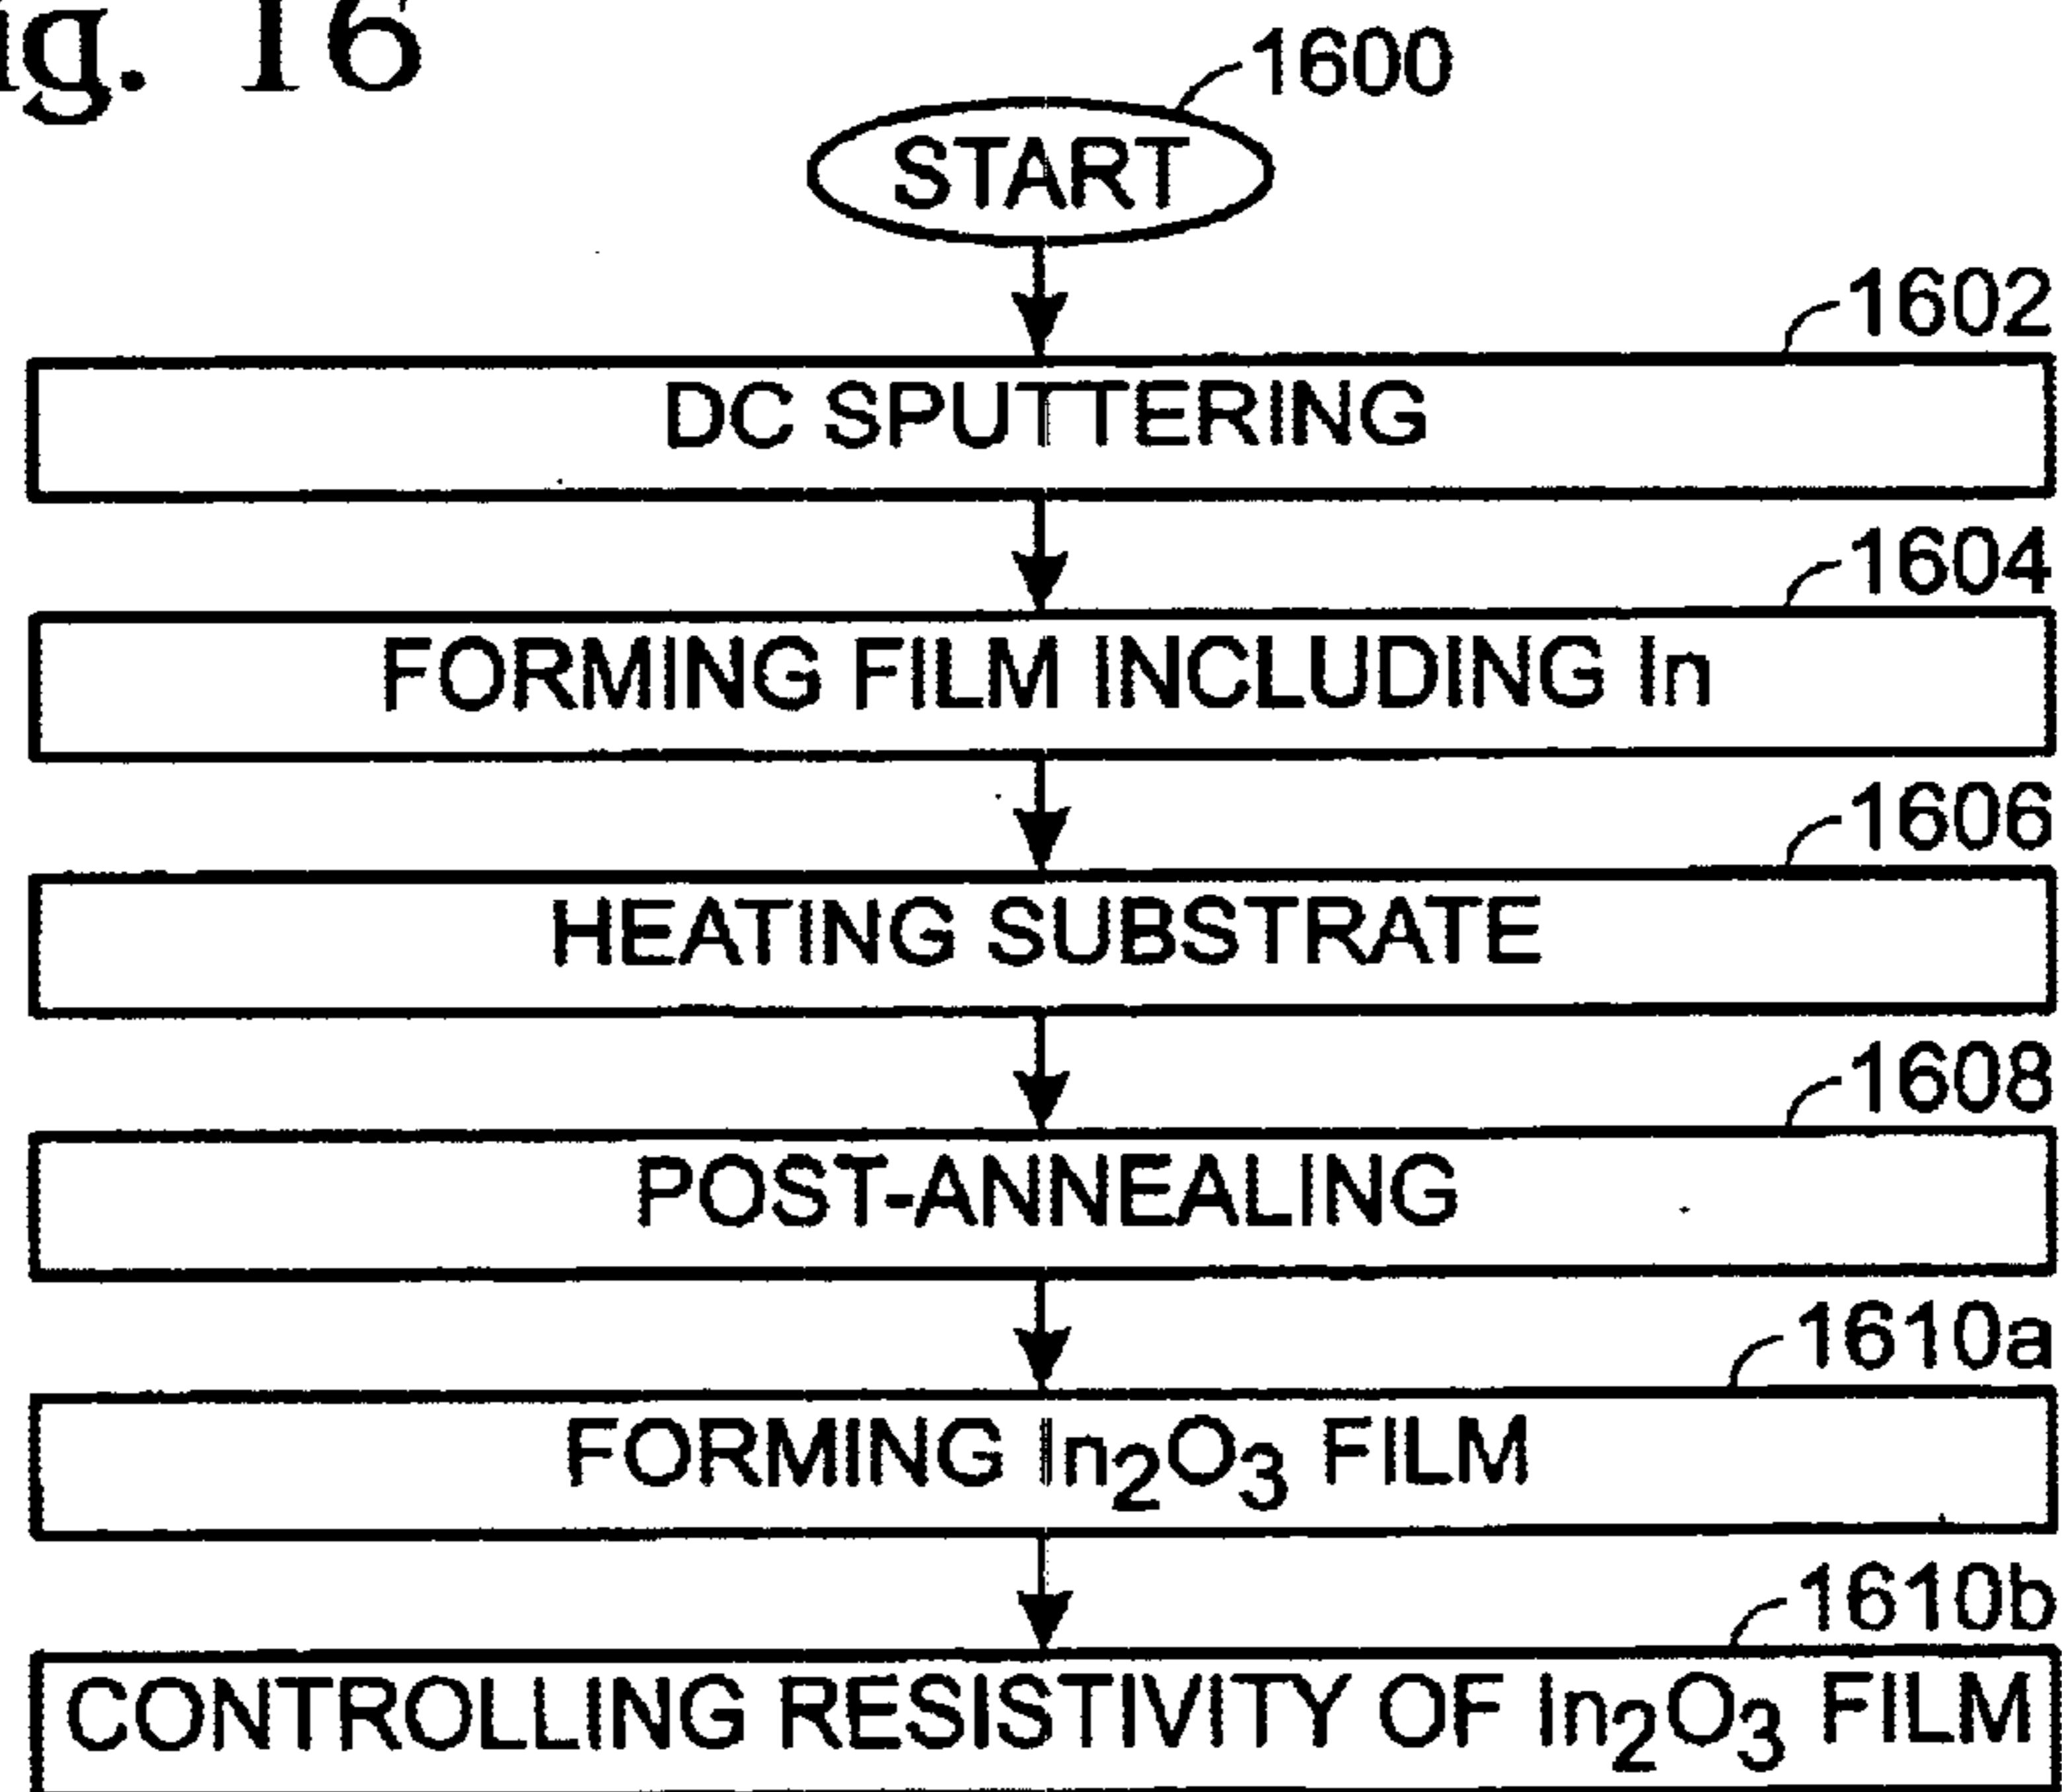 g. 16
1600
START
1602
DC SPUTTERING
1604
FORMING FILM INCLUDING In
1606
HEATING SUBSTRATE
1608
POST-ANNEALING
1610a
FORMING In₂O₃ FILM
1610b
CONTROLLING RESISTIVITY OF In₂O₃ FILM